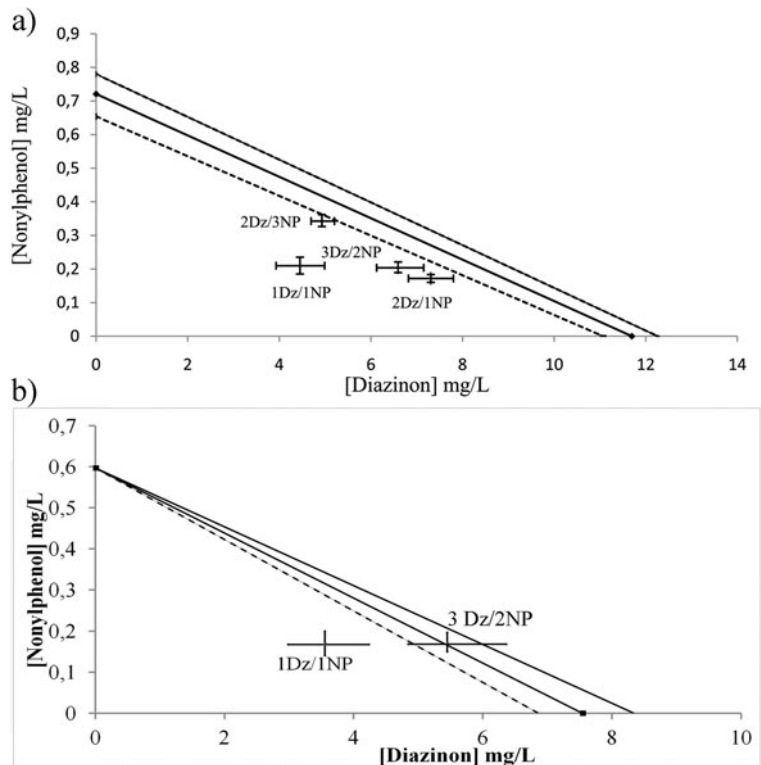 a)
0,9
0,8
0,7
0,6
0,5
0,4
0,3
0,2
0,1
0
[Nonylphenol] mg/L
2Dz/3NP
3Dz/2NP
1Dz/1NP
2Dz/1NP
0 2 4 6 8 10 12 14
[Diazinon] mg/L
b)
0,7
0,6
0,5
0,4
0,3
0,2
0,1
0
[Nonylphenol] mg/L
3 Dz/2NP
1Dz/1NP
0 2 4 6 8 10
[Diazinon] mg/L